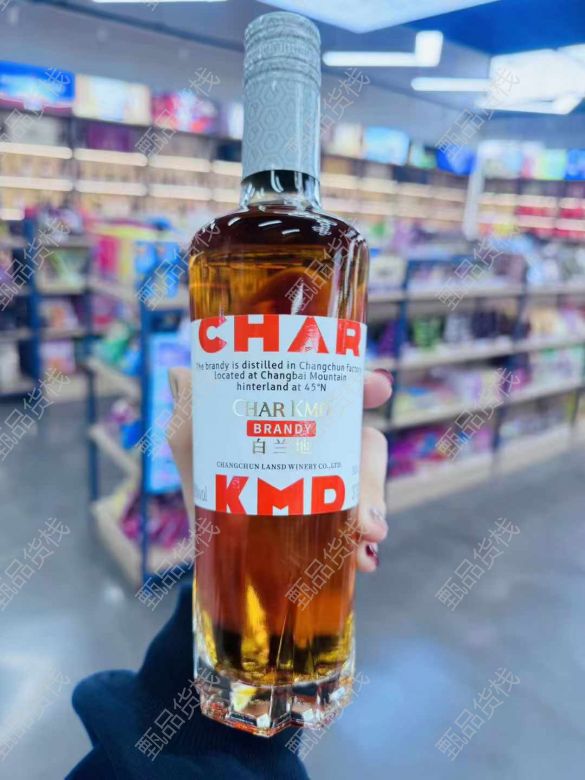 CHAR
The brandy is distilled in Changchun factory
located at Changbai Mountain
hinterland at 45°N
CHAR KMD
BRANDY
白兰地
CHANGCHUN LANSD WINERY CO.,LTD.
KMD
甄品货栈